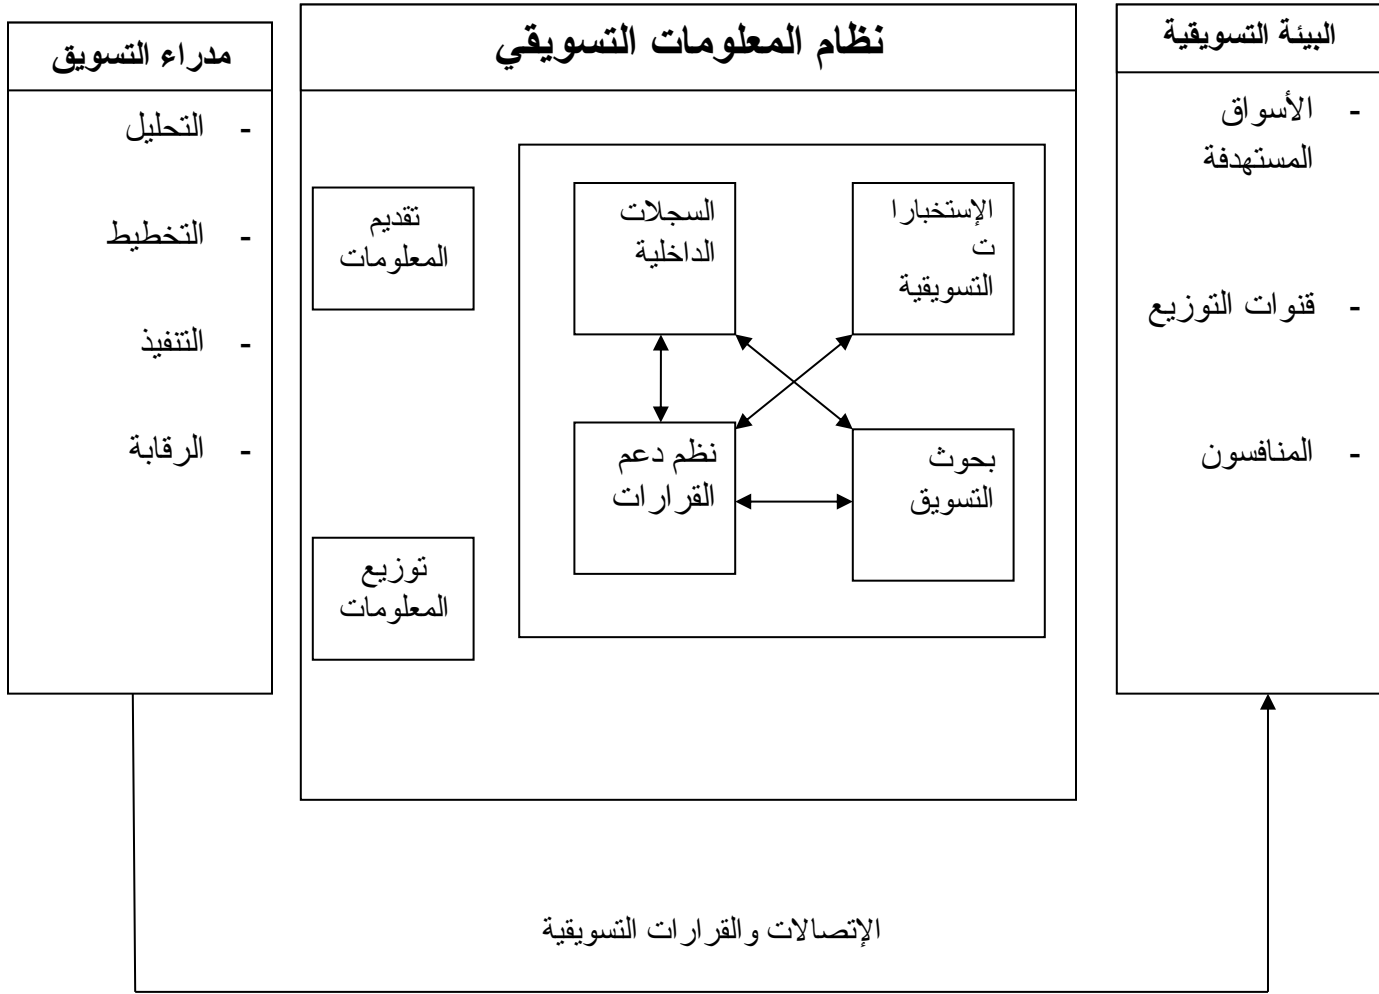 البيئة التسويقية
- الأسواق
المستهدفة
- قنوات التوزيع
- المنافسون
نظام المعلومات التسويقي
الإستخبارا
ت
التسويقية
السجلات
الداخلية
بحوث
التسويق
نظم دعم
القرارات
تقديم
المعلومات
توزيع
المعلومات
مدراء التسويق
- التحليل
- التخطيط
- التنفيذ
- الرقابة
الإتصالات والقرارات التسويقية